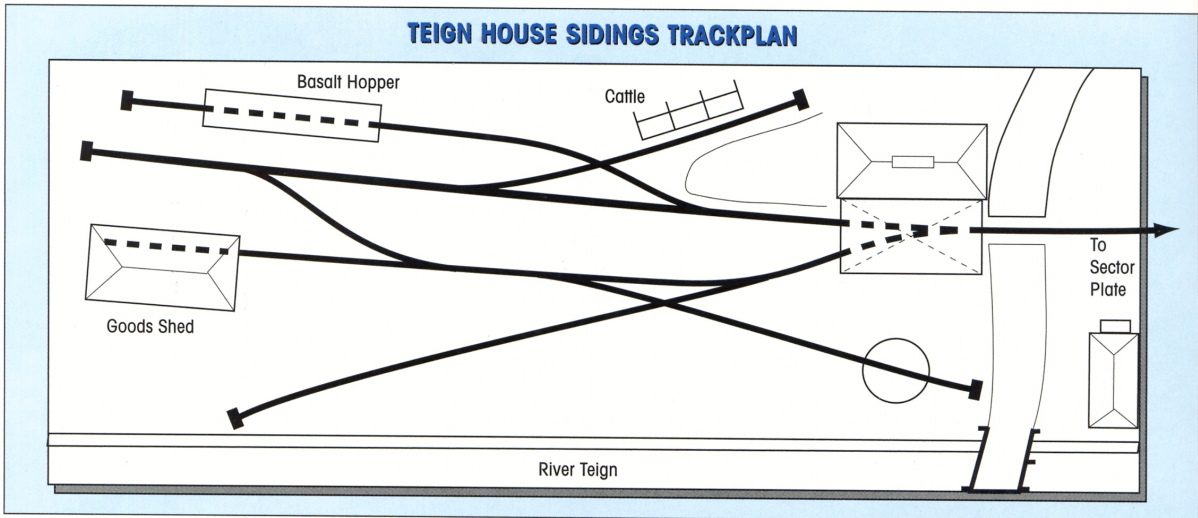 TEIGN HOUSE SIDINGS TRACKPLAN
Basalt Hopper
Cattle
To
Sector
Plate
Goods Shed
River Teign